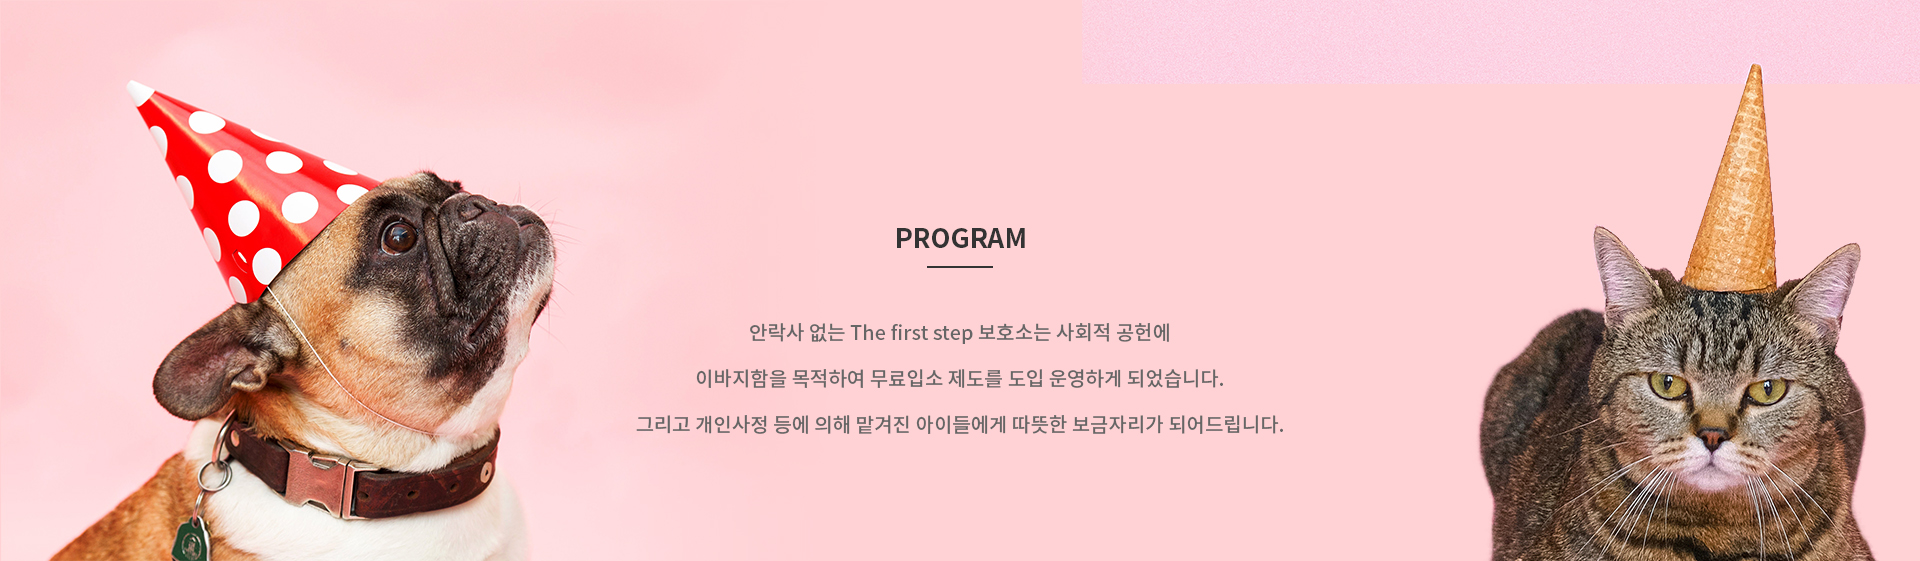 PROGRAM
안락사 없는 The first step 보호소는 사회적 공헌에
이바지함을 목적하여 무료입소 제도를 도입 운영하게 되었습니다.
그리고 개인사정 등에 의해 맡겨진 아이들에게 따뜻한 보금자리가 되어드립니다.